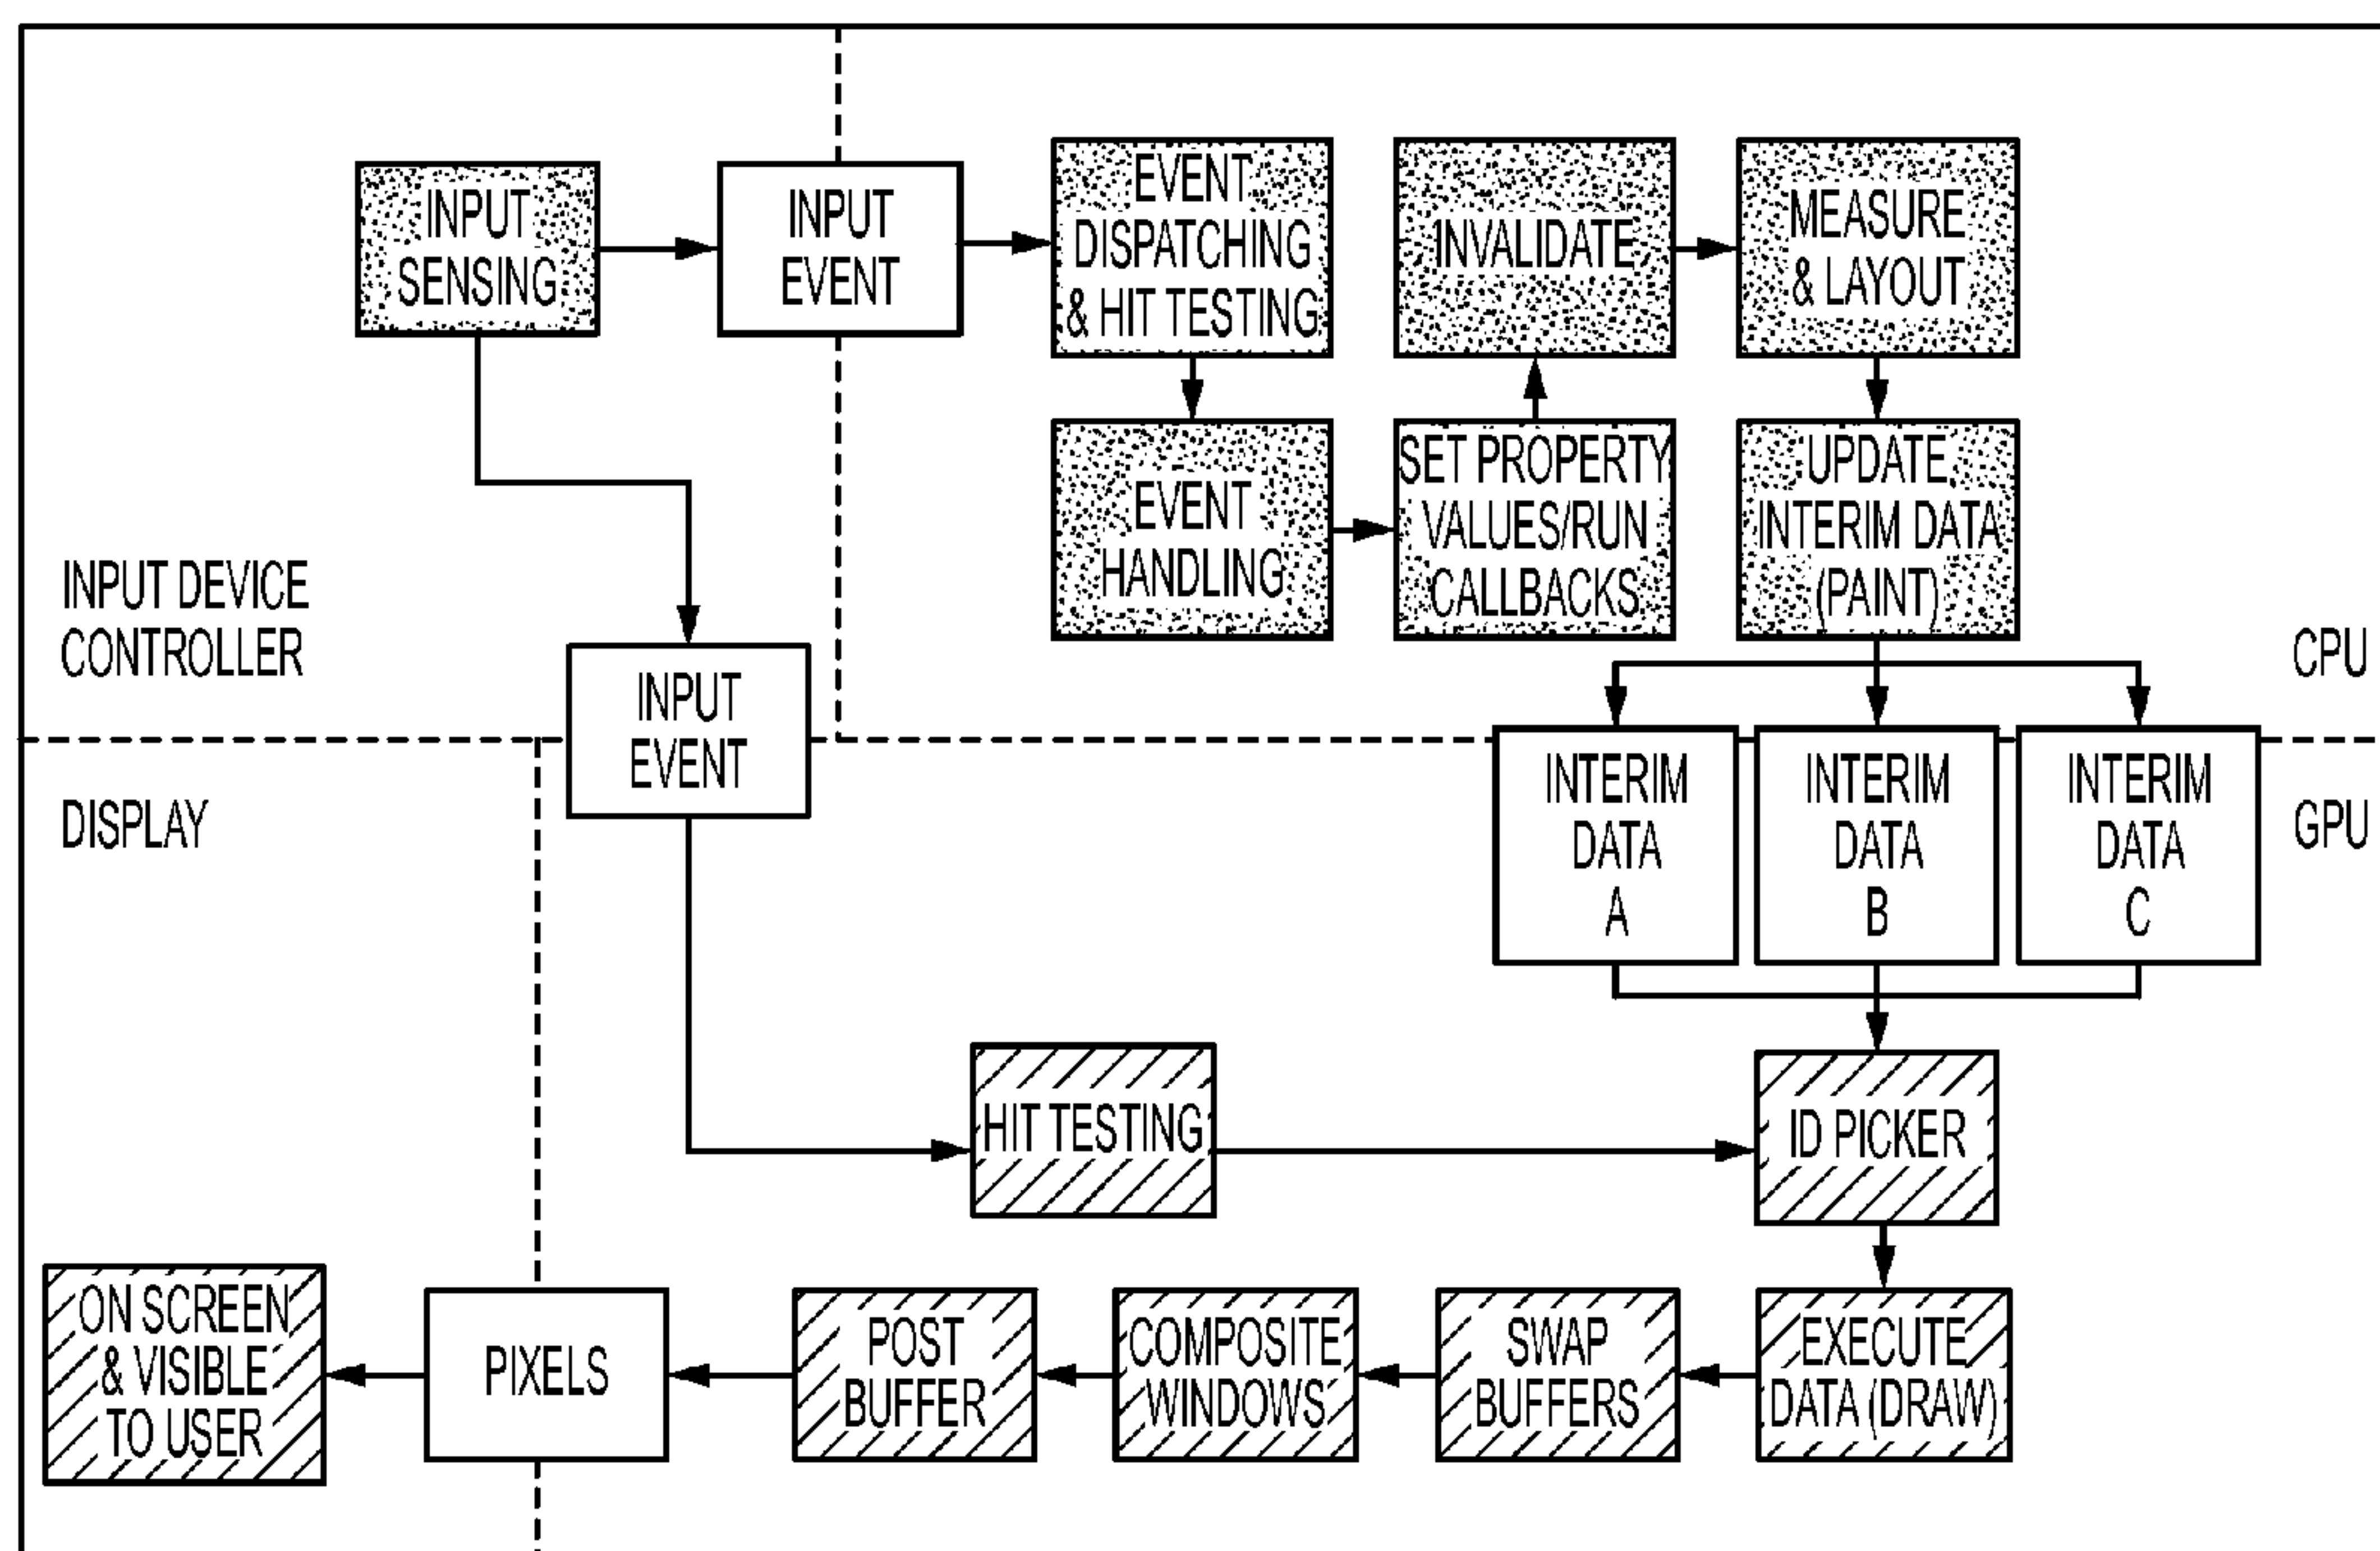 INPUT
SENSING
INPUT
EVENT
EVENT
DISPATCHING
& HIT TESTING
INVALIDATE
MEASURE
& LAYOUT
EVENT
HANDLING
SET PROPERTY
VALUES/RUN
CALLBACKS
UPDATE
INTERIM DATA
(PAINT)
INPUT DEVICE
CONTROLLER
CPU
INPUT
EVENT
DISPLAY
INTERIM
DATA
A
INTERIM
DATA
B
INTERIM
DATA
C
GPU
HIT TESTING
ID PICKER
ON SCREEN
& VISIBLE
TO USER
PIXELS
POST
BUFFER
COMPOSITE
WINDOWS
SWAP
BUFFERS
EXECUTE
DATA (DRAW)